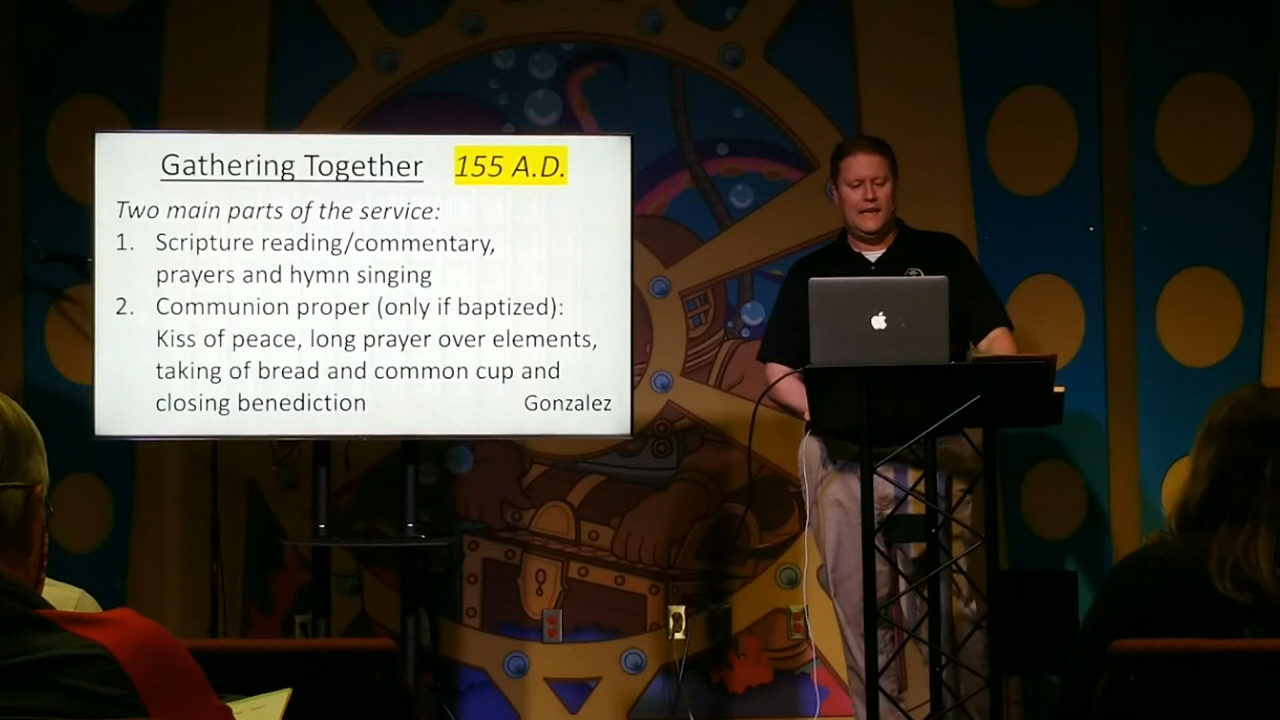 Gathering Together 155 A.D.
Two main parts of the service:
1. Scripture reading/commentary,
prayers and hymn singing
2. Communion proper (only if baptized):
Kiss of peace, long prayer over elements,
taking of bread and common cup and
closing benediction Gonzalez